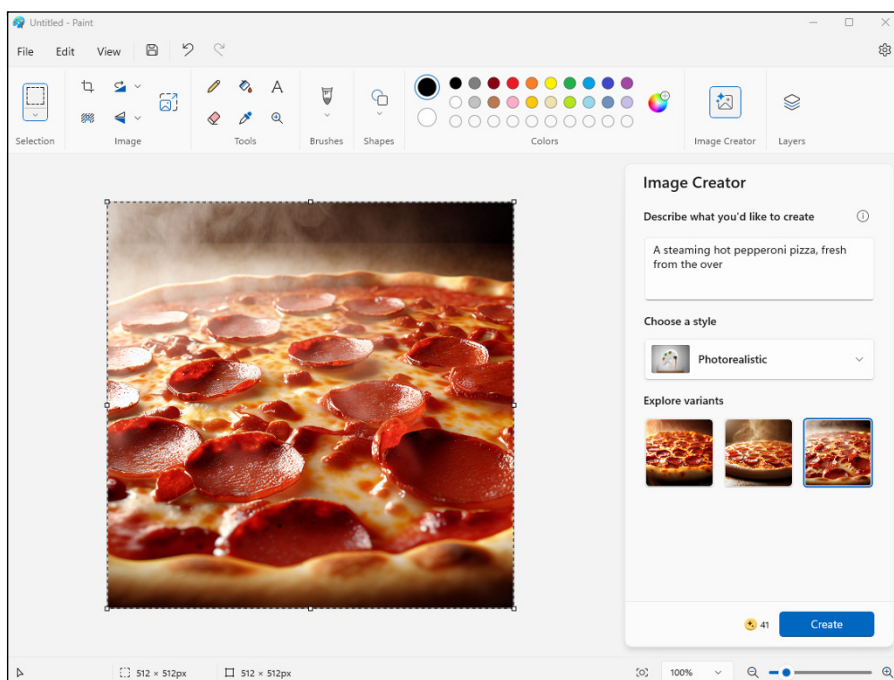 Untitled - Paint
File Edit View
Selection Image Tools Brushes Shapes Colors Image Creator Layers
Image Creator
Describe what you'd like to create
A steaming hot pepperoni pizza, fresh
from the over
Choose a style
Photorealistic
Explore variants
41 Create
512 × 512px 512 × 512px 100%